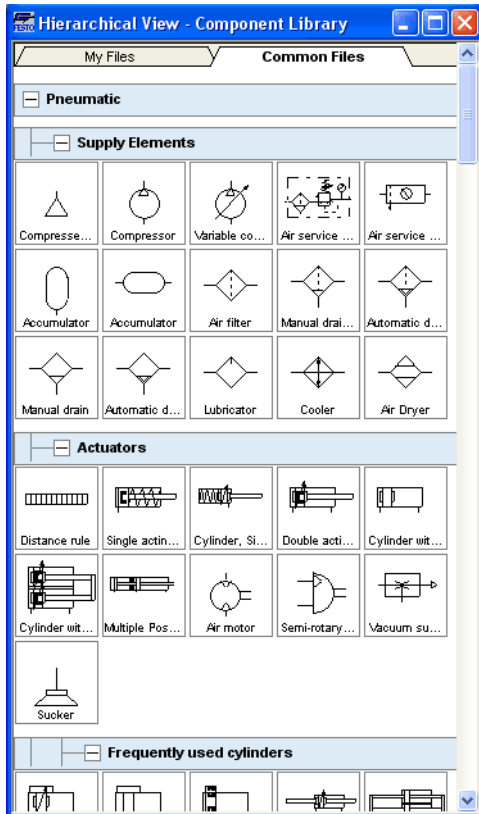 FESTO Hierarchical View - Component Library
My Files Common Files
Pneumatic
Supply Elements
Compresse... Compressor Variable co... Air service ... Air service ...
Accumulator Accumulator Air filter Manual drai... Automatic d...
Manual drain Automatic d... Lubricator Cooler Air Dryer
Actuators
Distance rule Single actin... Cylinder, Si... Double acti... Cylinder wit...
Cylinder wit... Multiple Pos... Air motor Semi-rotary... Vacuum su...
Sucker
Frequently used cylinders